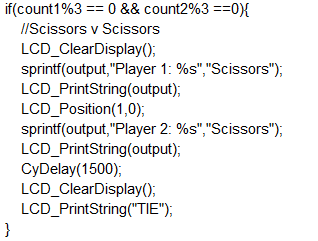 if(count1%3 == 0 && count2%3 ==0){
//Scissors v Scissors
LCD_ClearDisplay();
sprintf(output,"Player 1: %s","Scissors");
LCD_PrintString(output);
LCD_Position(1,0);
sprintf(output,"Player 2: %s","Scissors");
LCD_PrintString(output);
CyDelay(1500);
LCD_ClearDisplay();
LCD_PrintString("TIE");
}